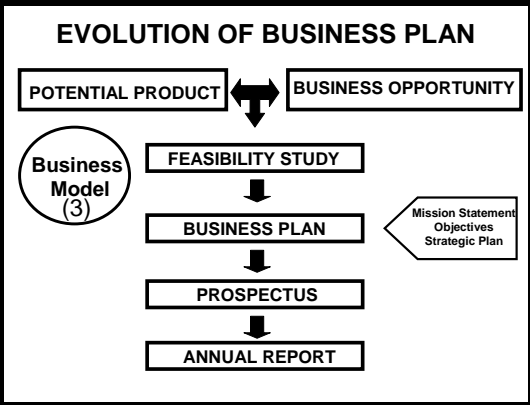 EVOLUTION OF BUSINESS PLAN
POTENTIAL PRODUCT
BUSINESS OPPORTUNITY
FEASIBILITY STUDY
Business
Model
(3)
BUSINESS PLAN
Mission Statement
Objectives
Strategic Plan
PROSPECTUS
ANNUAL REPORT